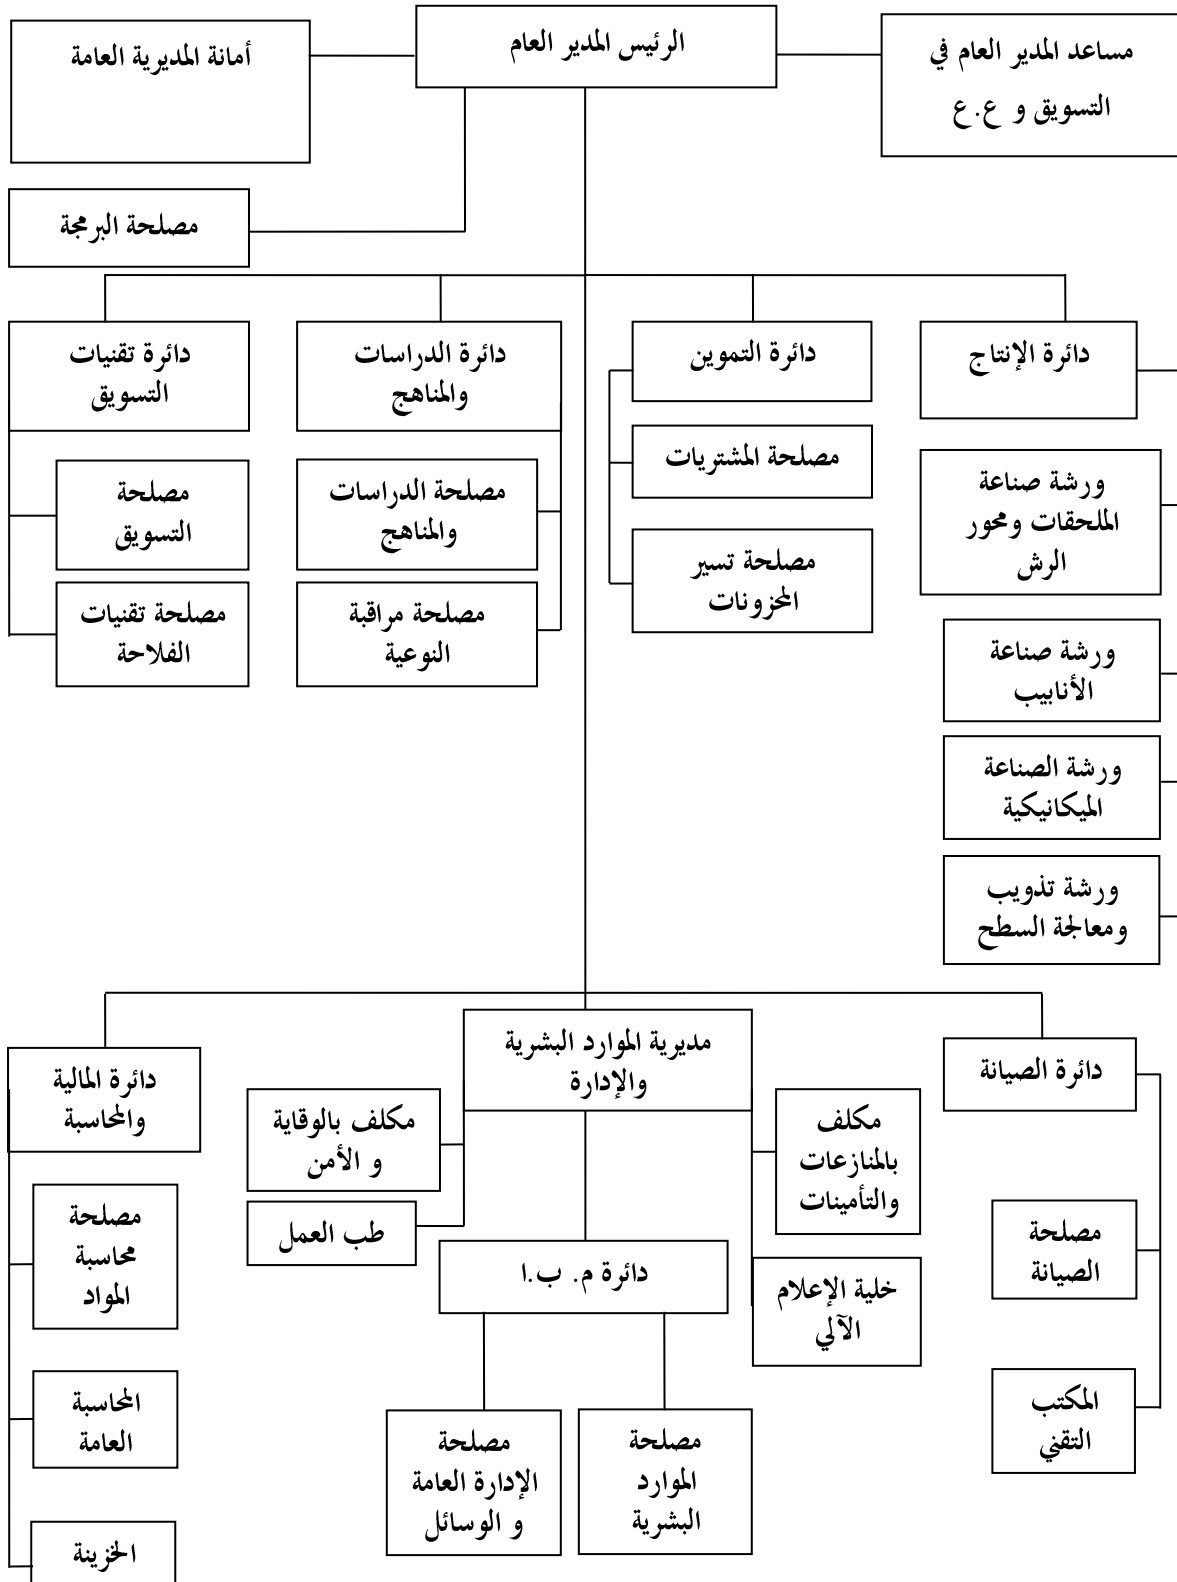 الرئيس المدير العام
مساعد المدير العام في
التسويق و ع.ع
أمانة المديرية العامة
مصلحة البرمجة
دائرة الإنتاج
دائرة التموين
دائرة الدراسات
والمناهج
دائرة تقنيات
التسويق
ورشة صناعة
الملحقات ومحور
الرش
ورشة صناعة
الأنابيب
ورشة الصناعة
الميكانيكية
ورشة تذويب
ومعالجة السطح
مصلحة المشتريات
مصلحة تسير
المخزونات
مصلحة الدراسات
والمناهج
مصلحة مراقبة
النوعية
مصلحة
التسويق
مصلحة تقنيات
الفلاحة
دائرة الصيانة
مصلحة
الصيانة
المكتب
التقني
مديرية الموارد البشرية
والإدارة
مكلف
بالمنازعات
والتأمينات
خلية الإعلام
الآلي
مكلف بالوقاية
و الأمن
طب العمل
دائرة م. ب.ا
مصلحة
الموارد
البشرية
مصلحة
الإدارة العامة
و الوسائل
دائرة المالية
والمحاسبة
مصلحة
محاسبة
المواد
المحاسبة
العامة
الخزينة